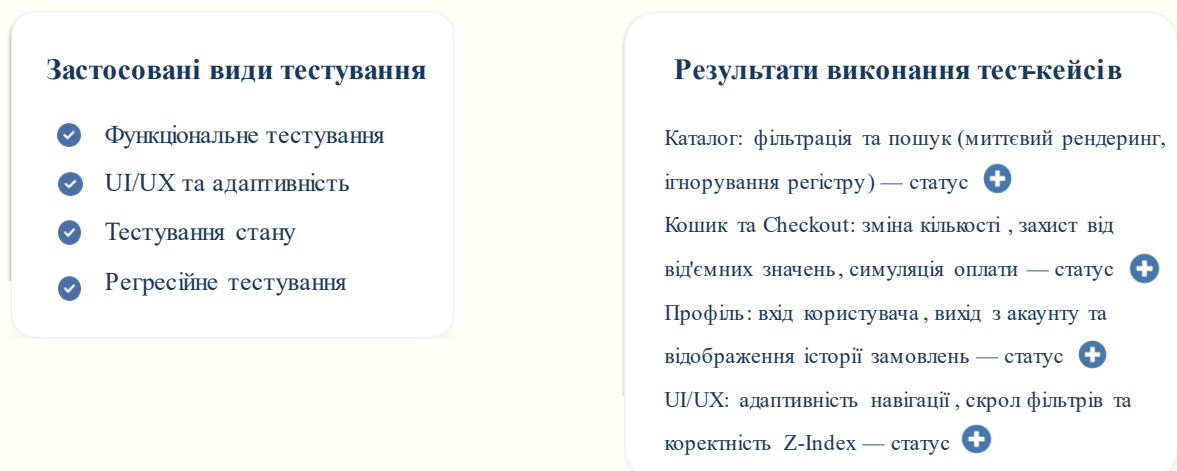 Застосовані види тестування
Функціональне тестування
UI/UX та адаптивність
Тестування стану
Регресійне тестування
Результати виконання тест-кейсів
Каталог: фільтрація та пошук (миттєвий рендеринг,
ігнорування регістру) — статус
Кошик та Checkout: зміна кількості, захист від
від'ємних значень, симуляція оплати — статус
Профіль: вхід користувача, вихід з акаунту та
відображення історії замовлень — статус
UI/UX: адаптивність навігації, скрол фільтрів та
коректність Z-Index — статус